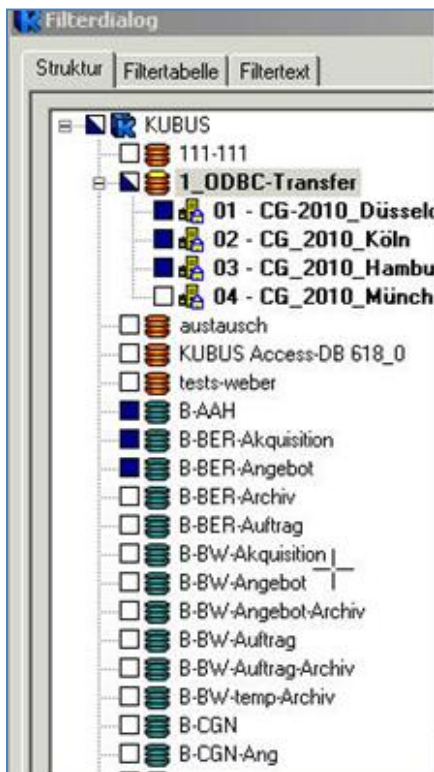 Filterdialog
Struktur Filtertabelle Filtertext
KUBUS
111-111
1_ODBC-Transfer
01 - CG-2010_Düsseld
02 - CG_2010_Köln
03 - CG_2010_Hambu
04 - CG_2010_Münch
austausch
KUBUS Access-DB 618_0
tests-weber
B-AAH
B-BER-Akquisition
B-BER-Angebot
B-BER-Archiv
B-BER-Auftrag
B-BW-Akquisition
B-BW-Angebot
B-BW-Angebot-Archiv
B-BW-Auftrag
B-BW-Auftrag-Archiv
B-BW-temp-Archiv
B-CGN
B-CGN-Ang